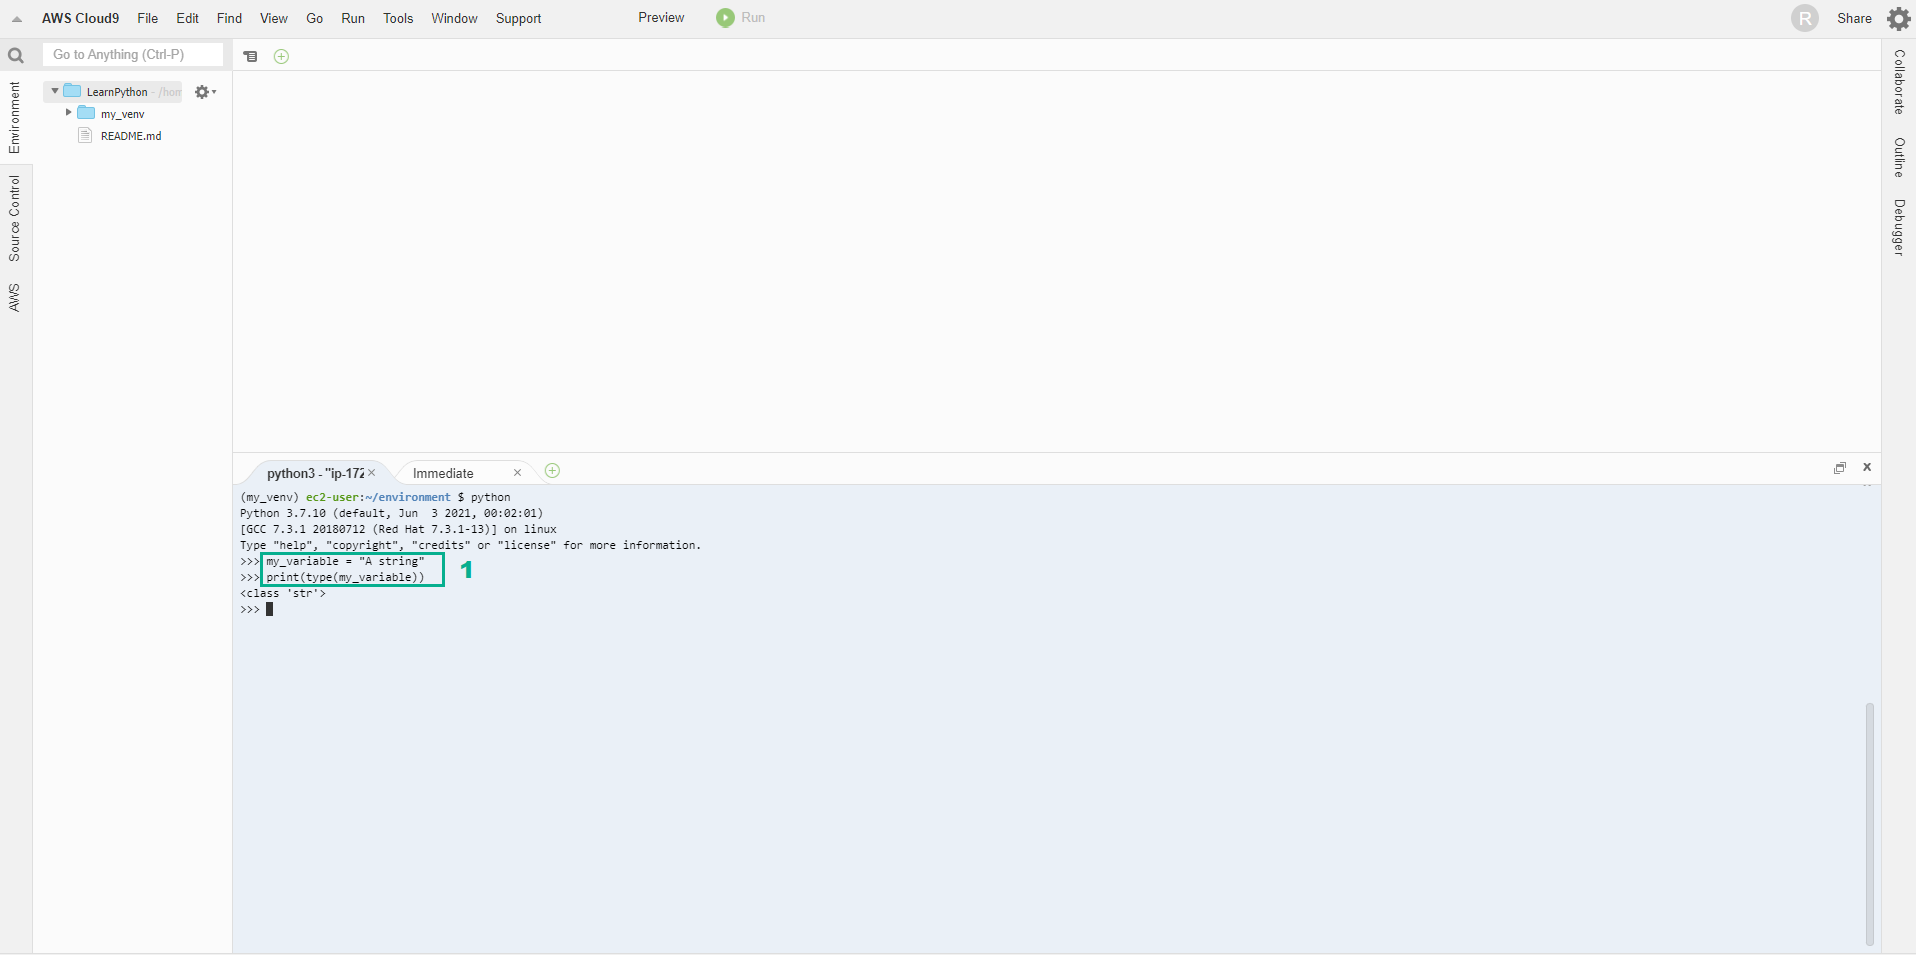 AWS Cloud9 File Edit Find View Go Run Tools Window Support Preview Run R Share
Go to Anything (Ctrl-P)
Environment
Source Control
AWS
LearnPython - /hom
my_venv
README.md
Collaborate
Outline
Debugger
python3 - "ip-172 Immediate
(my_venv) ec2-user:~/environment $ python
Python 3.7.10 (default, Jun  3 2021, 00:02:01)
[GCC 7.3.1 20180712 (Red Hat 7.3.1-13)] on linux
Type "help", "copyright", "credits" or "license" for more information.
>>> my_variable = "A string"
>>> print(type(my_variable))
1
<class 'str'>
>>>